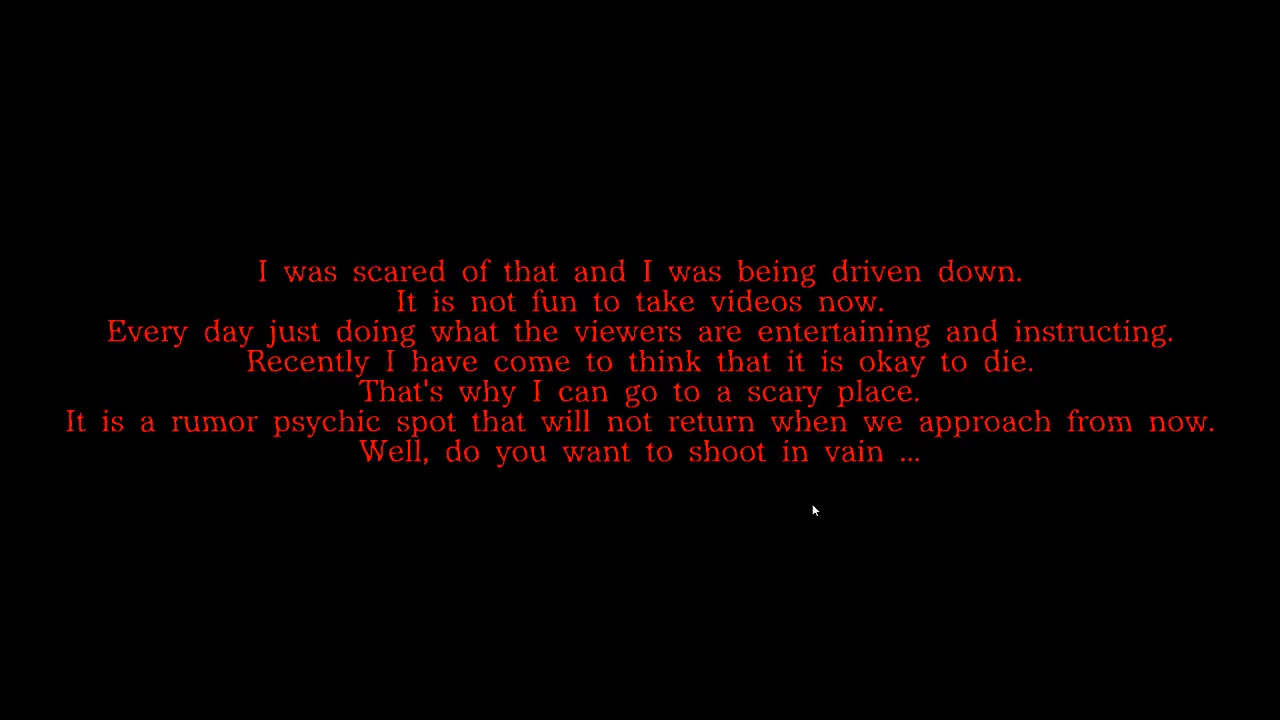 I was scared of that and I was being driven down.
It is not fun to take videos now.
Every day just doing what the viewers are entertaining and instructing.
Recently I have come to think that it is okay to die.
That's why I can go to a scary place.
It is a rumor psychic spot that will not return when we approach from now.
Well, do you want to shoot in vain ...